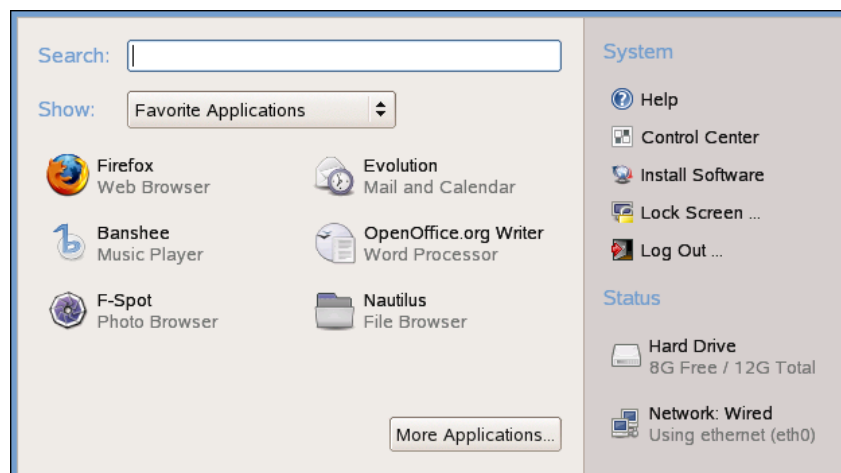 Search:
Show: Favorite Applications
Firefox
Web Browser
Evolution
Mail and Calendar
Banshee
Music Player
OpenOffice.org Writer
Word Processor
F-Spot
Photo Browser
Nautilus
File Browser
More Applications...
System
Help
Control Center
Install Software
Lock Screen ...
Log Out ...
Status
Hard Drive
8G Free / 12G Total
Network: Wired
Using ethernet (eth0)